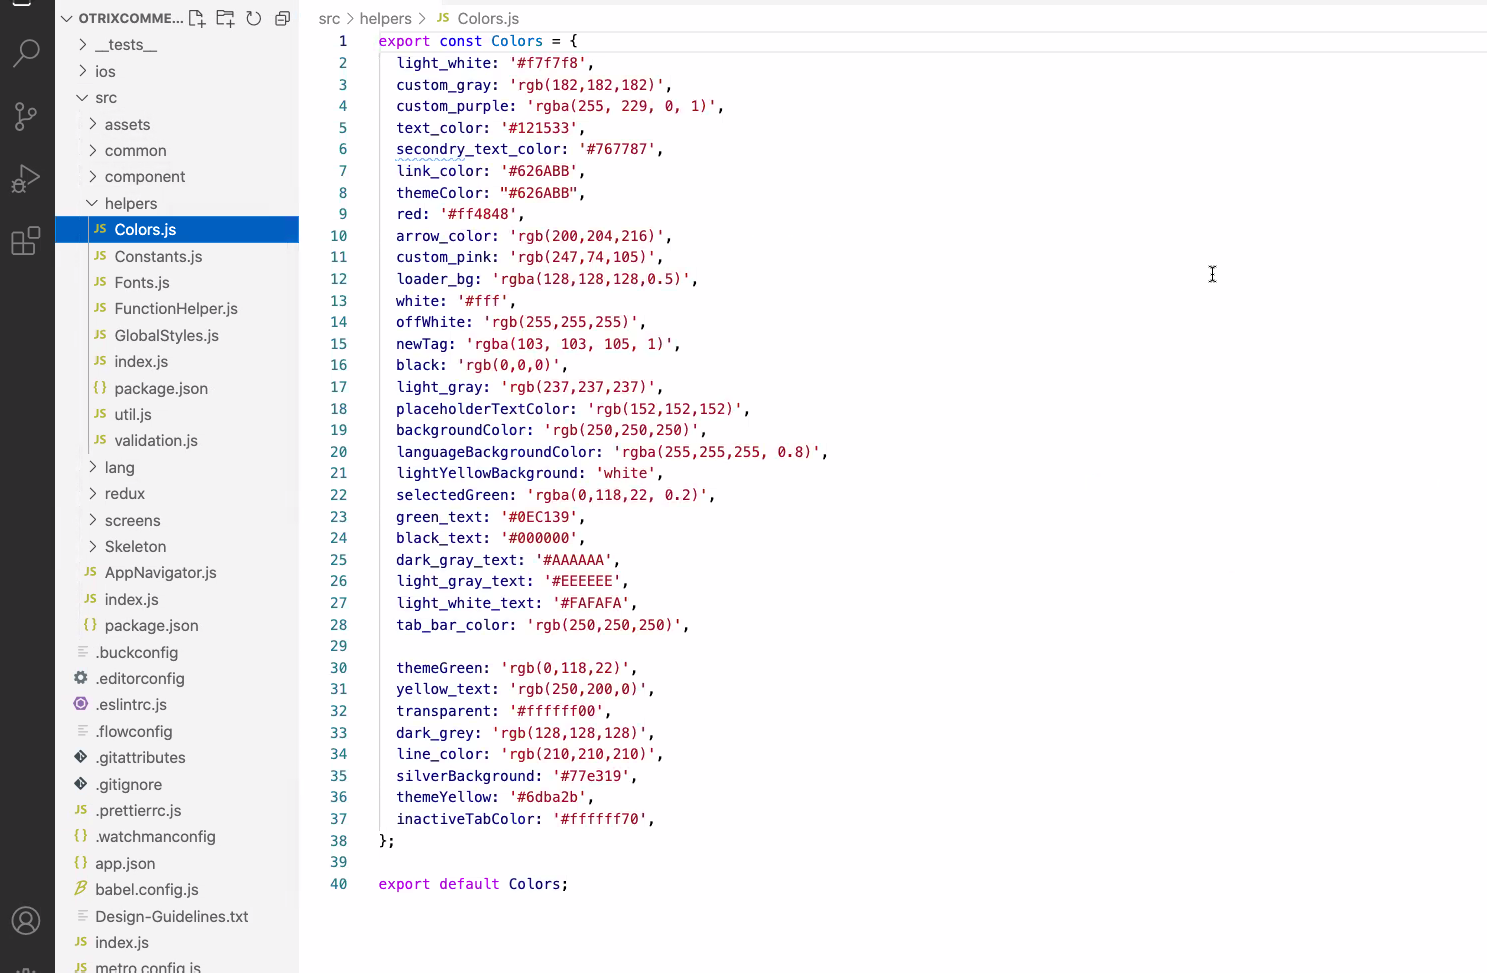 OTRIXCOMME...
__tests__
ios
src
assets
common
component
helpers
JS Colors.js
JS Constants.js
JS Fonts.js
JS FunctionHelper.js
JS GlobalStyles.js
JS index.js
{} package.json
JS util.js
JS validation.js
lang
redux
screens
Skeleton
JS AppNavigator.js
JS index.js
{} package.json
.buckconfig
.editorconfig
.eslintrc.js
.flowconfig
.gitattributes
.gitignore
JS .prettierrc.js
{} .watchmanconfig
{} app.json
babel.config.js
Design-Guidelines.txt
JS index.js
JS metro.config.js
src > helpers > JS Colors.js
1 export const Colors = {
2 light_white: '#f7f7f8',
3 custom_gray: 'rgb(182,182,182)',
4 custom_purple: 'rgba(255, 229, 0, 1)',
5 text_color: '#121533',
6 secondry_text_color: '#767787',
7 link_color: '#626ABB',
8 themeColor: "#626ABB",
9 red: '#ff4848',
10 arrow_color: 'rgb(200,204,216)',
11 custom_pink: 'rgb(247,74,105)',
12 loader_bg: 'rgba(128,128,128,0.5)',
13 white: '#fff',
14 offWhite: 'rgb(255,255,255)',
15 newTag: 'rgba(103, 103, 105, 1)',
16 black: 'rgb(0,0,0)',
17 light_gray: 'rgb(237,237,237)',
18 placeholderTextColor: 'rgb(152,152,152)',
19 backgroundColor: 'rgb(250,250,250)',
20 languageBackgroundColor: 'rgba(255,255,255, 0.8)',
21 lightYellowBackground: 'white',
22 selectedGreen: 'rgba(0,118,22, 0.2)',
23 green_text: '#0EC139',
24 black_text: '#000000',
25 dark_gray_text: '#AAAAAA',
26 light_gray_text: '#EEEEEE',
27 light_white_text: '#FAFAFA',
28 tab_bar_color: 'rgb(250,250,250)',
29
30 themeGreen: 'rgb(0,118,22)',
31 yellow_text: 'rgb(250,200,0)',
32 transparent: '#ffffff00',
33 dark_grey: 'rgb(128,128,128)',
34 line_color: 'rgb(210,210,210)',
35 silverBackground: '#77e319',
36 themeYellow: '#6dba2b',
37 inactiveTabColor: '#ffffff70',
38 };
39
40 export default Colors;